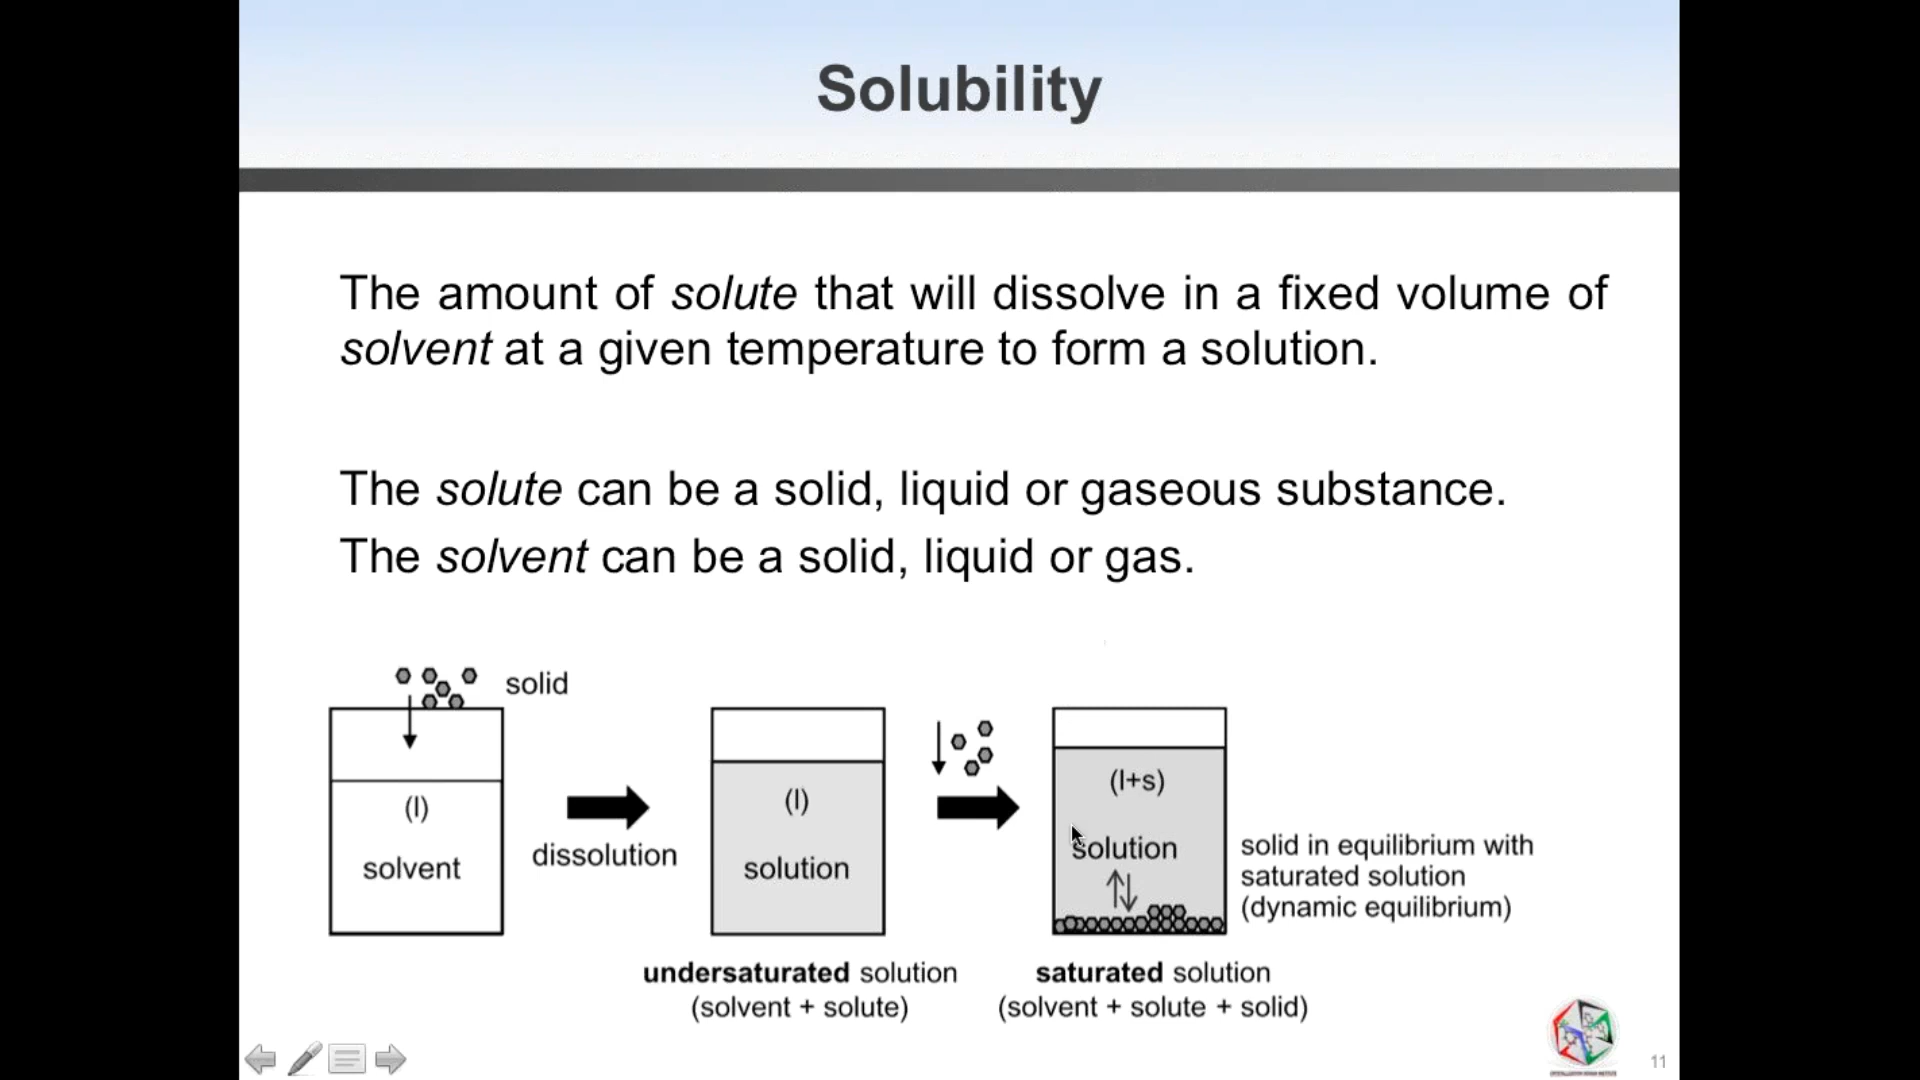 Solubility
The amount of solute that will dissolve in a fixed volume of
solvent at a given temperature to form a solution.
The solute can be a solid, liquid or gaseous substance.
The solvent can be a solid, liquid or gas.
solid
(l)
solvent
dissolution
(l)
solution
undersaturated solution
(solvent + solute)
(l+s)
solution
solid in equilibrium with
saturated solution
(dynamic equilibrium)
saturated solution
(solvent + solute + solid)
11